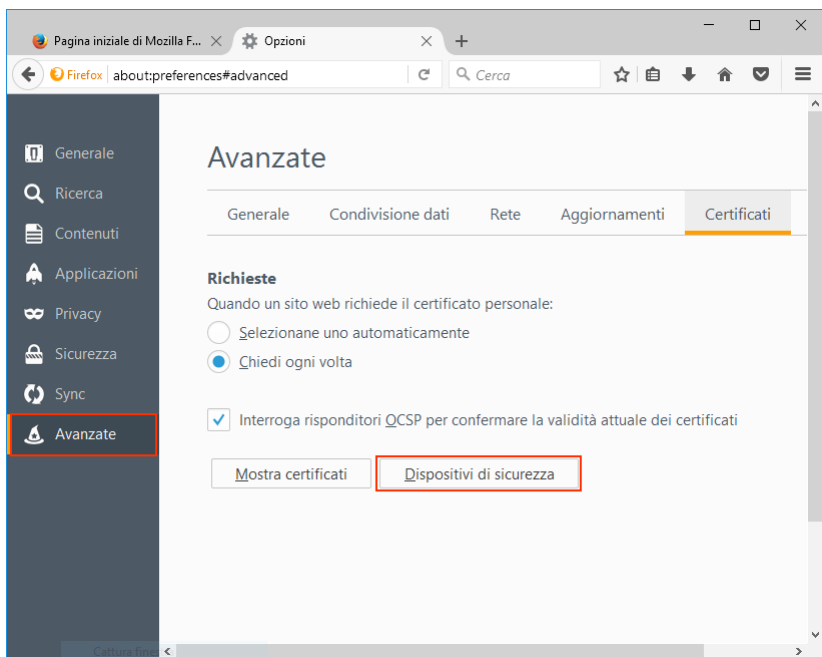 Pagina iniziale di Mozilla F...
Opzioni
Firefox
about:preferences#advanced
Cerca
Generale
Ricerca
Contenuti
Applicazioni
Privacy
Sicurezza
Sync
Avanzate
Avanzate
Generale Condivisione dati Rete Aggiornamenti Certificati
Richieste
Quando un sito web richiede il certificato personale:
Selezionane uno automaticamente
Chiedi ogni volta
Interroga risponditori OCSP per confermare la validità attuale dei certificati
Mostra certificati Dispositivi di sicurezza
Cattura fine